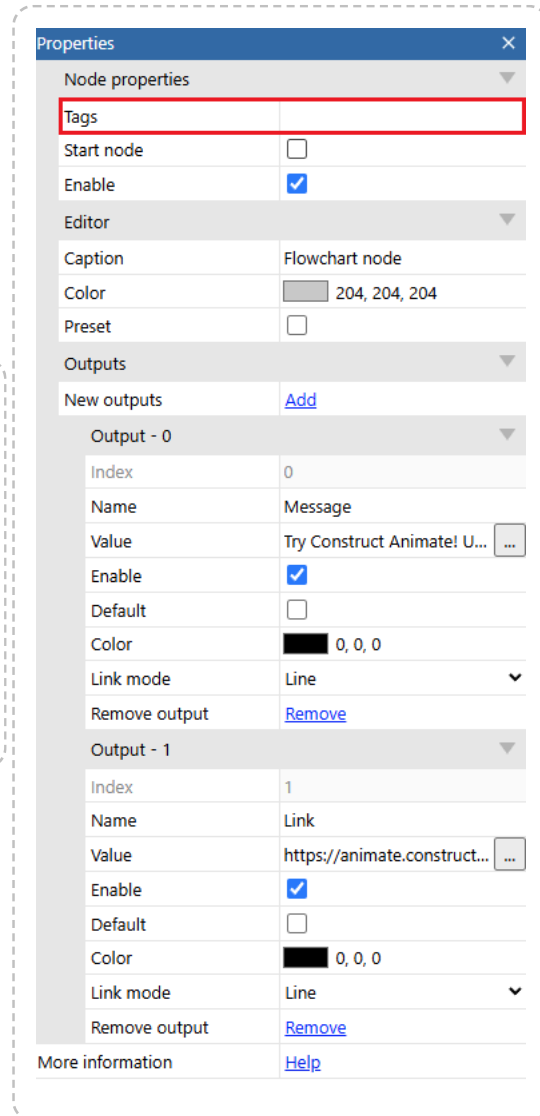 Properties ×
Node properties
Tags
Start node
Enable
Editor
Caption Flowchart node
Color 204, 204, 204
Preset
Outputs
New outputs Add
Output - 0
Index 0
Name Message
Value Try Construct Animate! U... ...
Enable
Default
Color 0, 0, 0
Link mode Line
Remove output Remove
Output - 1
Index 1
Name Link
Value https://animate.construct... ...
Enable
Default
Color 0, 0, 0
Link mode Line
Remove output Remove
More information Help